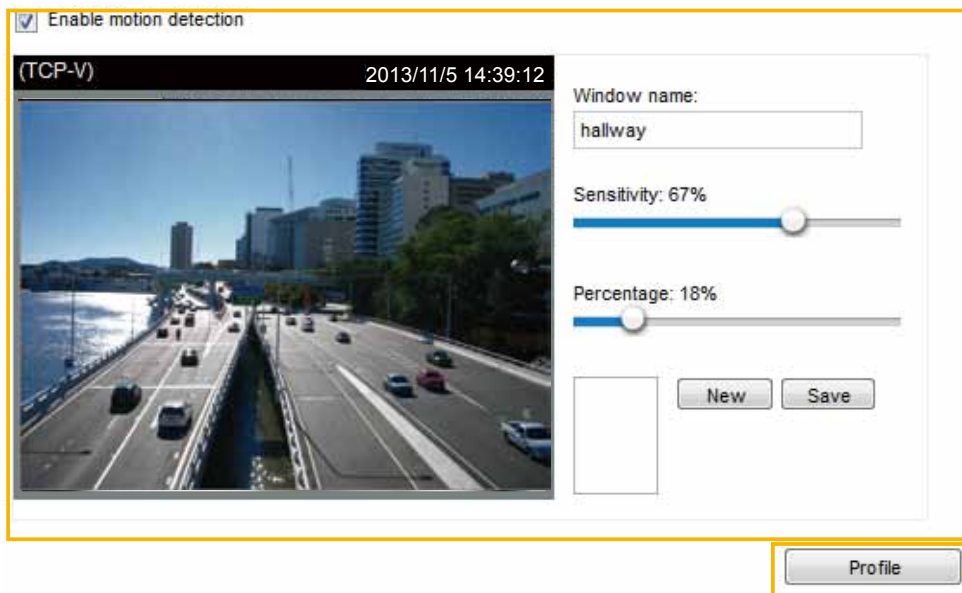 Enable motion detection
(TCP-V) 2013/11/5 14:39:12
Window name:
hallway
Sensitivity: 67%
Percentage: 18%
New Save
Profile